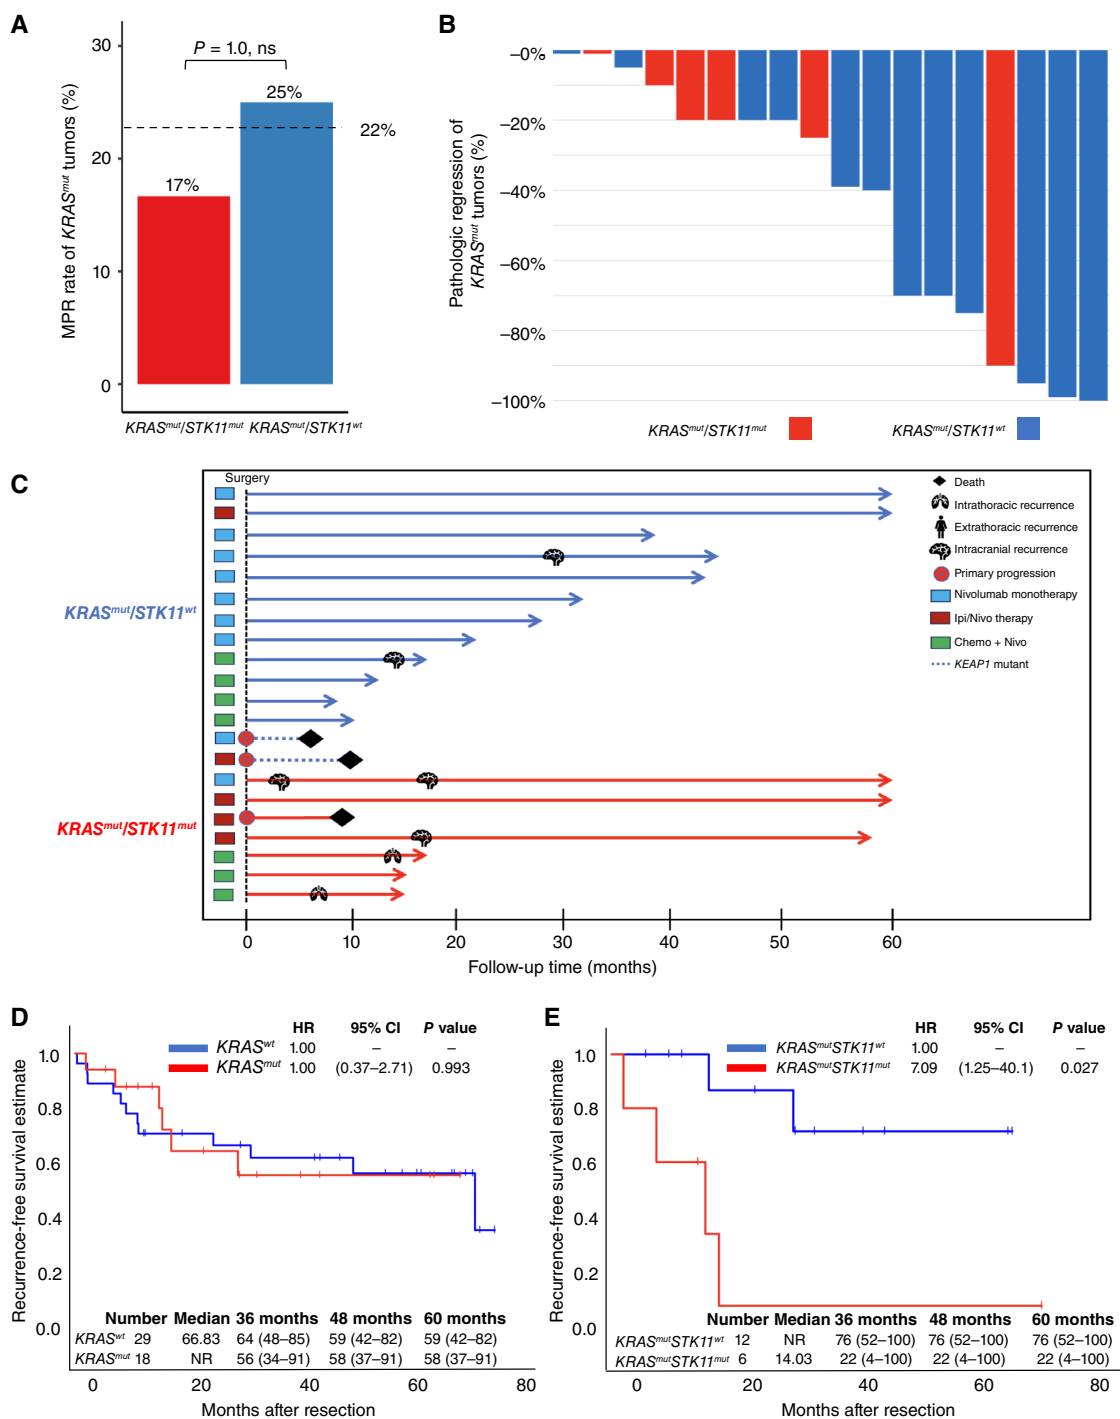 A
MPR rate of KRASmut tumors (%)
30
20
10
0
P = 1.0, ns
17%
25%
22%
KRASmut/STK11mut KRASmut/STK11wt
B
Pathologic regression of
KRASmut tumors (%)
–0%
–20%
–40%
–60%
–80%
–100%
KRASmut/STK11mut
KRASmut/STK11wt
C
Surgery
KRASmut/STK11wt
KRASmut/STK11mut
Death
Intrathoracic recurrence
Extrathoracic recurrence
Intracranial recurrence
Primary progression
Nivolumab monotherapy
Ipi/Nivo therapy
Chemo + Nivo
KEAP1 mutant
0 10 20 30 40 50 60
Follow-up time (months)
D
Recurrence-free survival estimate
1.0
0.8
0.6
0.4
0.2
0.0
HR 95% CI P value
KRASwt 1.00 – –
KRASmut 1.00 (0.37–2.71) 0.993
Number Median 36 months 48 months 60 months
KRASwt 29 66.83 64 (48–85) 59 (42–82) 59 (42–82)
KRASmut 18 NR 56 (34–91) 58 (37–91) 58 (37–91)
0 20 40 60 80
Months after resection
E
Recurrence-free survival estimate
1.0
0.8
0.6
0.4
0.2
0.0
HR 95% CI P value
KRASmutSTK11wt 1.00 – –
KRASmutSTK11mut 7.09 (1.25–40.1) 0.027
Number Median 36 months 48 months 60 months
KRASmutSTK11wt 12 NR 76 (52–100) 76 (52–100) 76 (52–100)
KRASmutSTK11mut 6 14.03 22 (4–100) 22 (4–100) 22 (4–100)
0 20 40 60 80
Months after resection